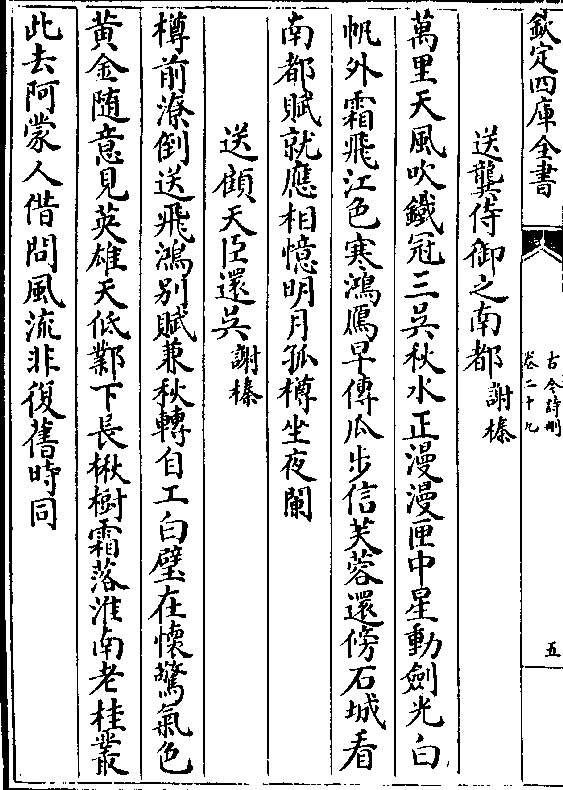 欽定四庫全書
古今詩刪
卷二十九
五
送龔侍御之南都 謝榛
萬里天風吹鐵冠三吳秋水正漫漫匣中星動劍光白
帆外霜飛江色寒鴻鴈早傳瓜步信芙蓉還傍石城看
南都賦就應相憶明月孤樽坐夜闌
送顧天臣還吳 謝榛
樽前潦倒送飛鴻别賦兼秋轉自工白璧在懷驚氣色
黃金隨意見英雄天低鄴下長楸樹霜落淮南老桂叢
此去阿蒙人借問風流非復舊時同